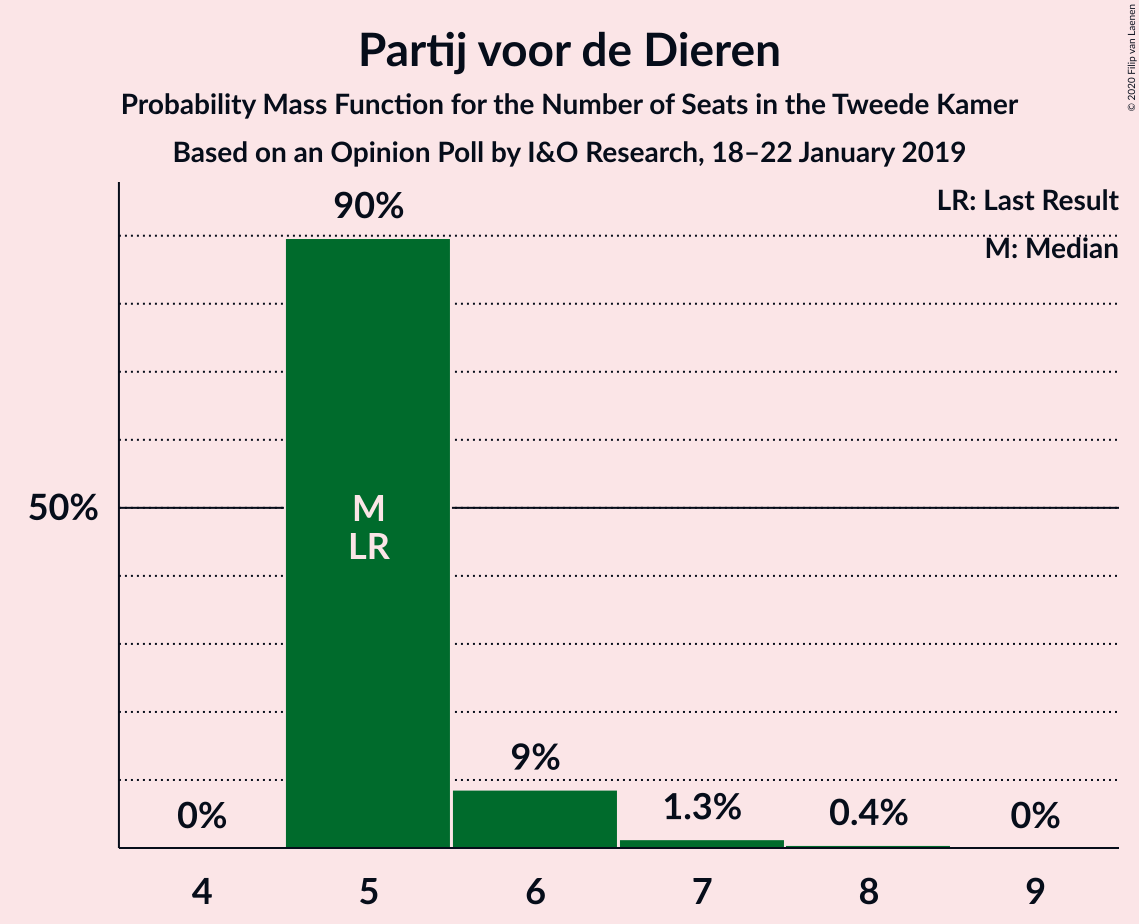 Partij voor de Dieren
Probability Mass Function for the Number of Seats in the Tweede Kamer
Based on an Opinion Poll by I&O Research, 18–22 January 2019
© 2020 Filip van Laenen
LR: Last Result
M: Median
90%
50%
M
LR
0%
9%
1.3%
0.4%
0%
4
5
6
7
8
9